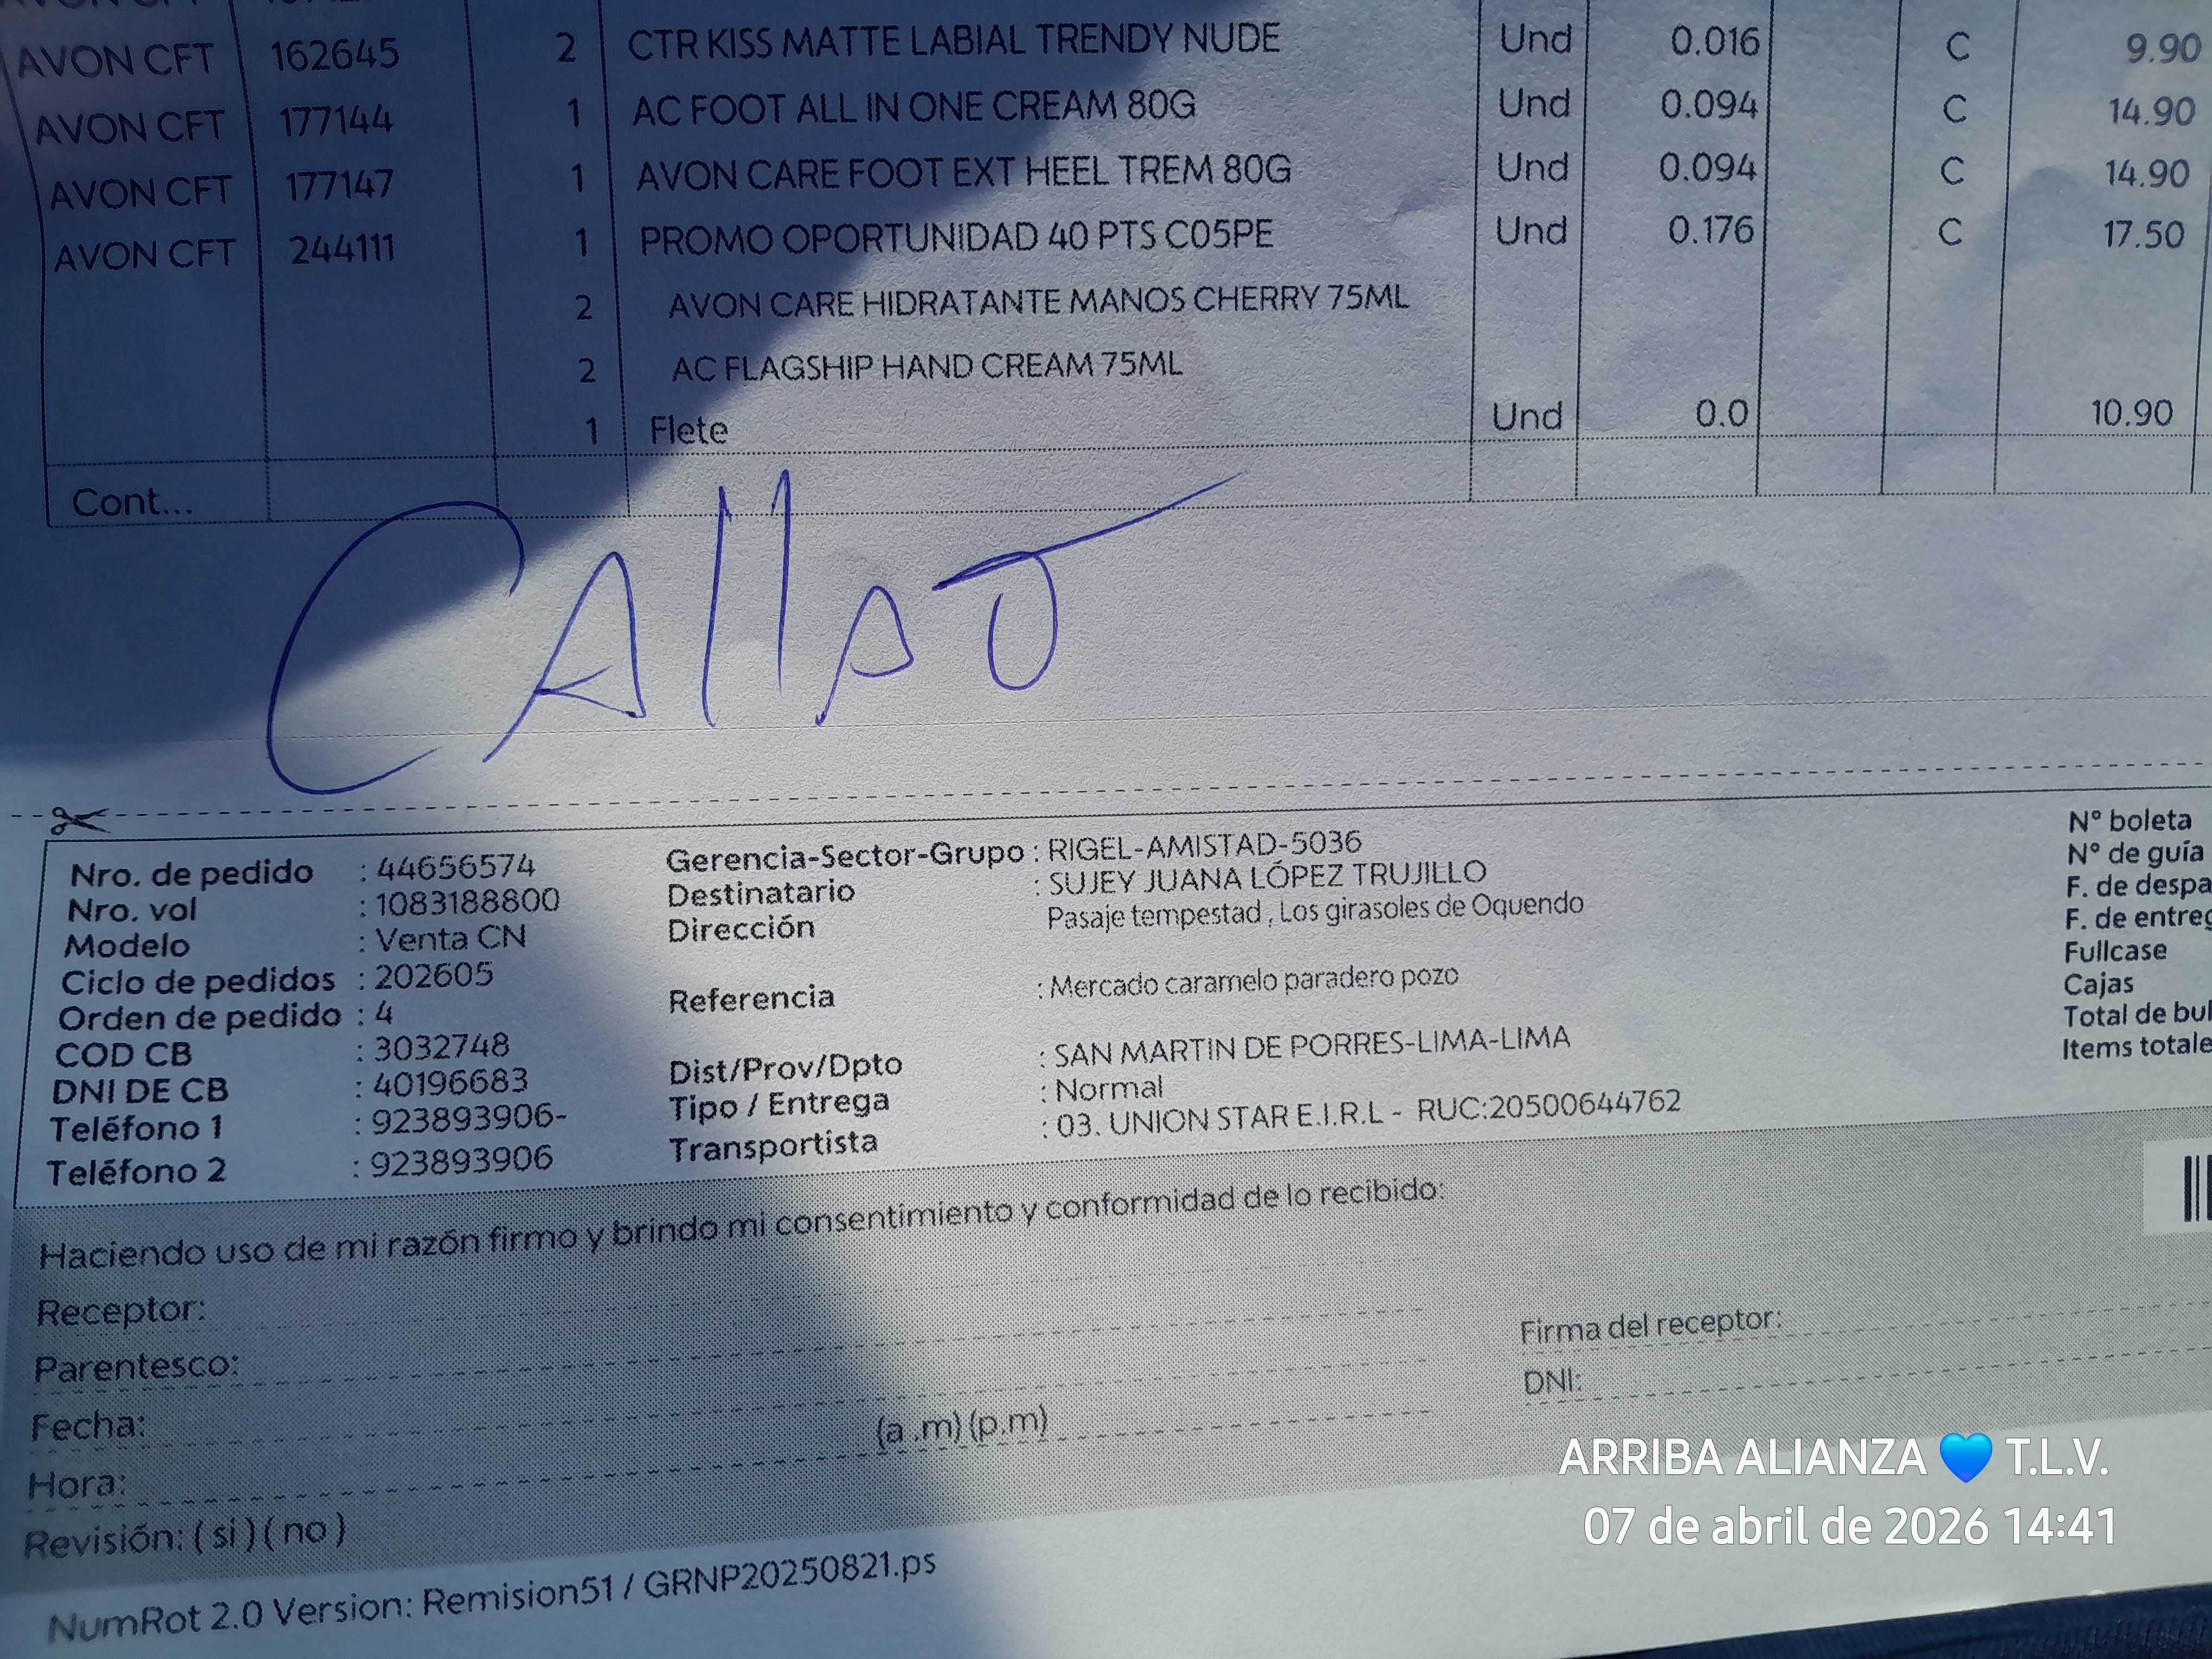 AVON CFT 162645 2 CTR KISS MATTE LABIAL TRENDY NUDE Und 0.016 C 9.90
AVON CFT 177144 1 AC FOOT ALL IN ONE CREAM 80G Und 0.094 C 14.90
AVON CFT 177147 1 AVON CARE FOOT EXT HEEL TREM 80G Und 0.094 C 14.90
AVON CFT 244111 1 PROMO OPORTUNIDAD 40 PTS C05PE Und 0.176 C 17.50
2 AVON CARE HIDRATANTE MANOS CHERRY 75ML
2 AC FLAGSHIP HAND CREAM 75ML
1 Flete Und 0.0 10.90
Cont...
CAllao
Nro. de pedido : 44656574
Nro. vol : 1083188800
Modelo : Venta CN
Ciclo de pedidos : 202605
Orden de pedido : 4
COD CB : 3032748
DNI DE CB : 40196683
Teléfono 1 : 923893906-
Teléfono 2 : 923893906
Gerencia-Sector-Grupo : RIGEL-AMISTAD-5036
Destinatario : SUJEY JUANA LÓPEZ TRUJILLO
Dirección Pasaje tempestad , Los girasoles de Oquendo
Referencia : Mercado caramelo paradero pozo
Dist/Prov/Dpto : SAN MARTIN DE PORRES-LIMA-LIMA
Tipo / Entrega : Normal
Transportista : 03. UNION STAR E.I.R.L - RUC:20500644762
N° boleta
N° de guía
F. de despa
F. de entreg
Fullcase
Cajas
Total de bul
Items totale
Haciendo uso de mi razón firmo y brindo mi consentimiento y conformidad de lo recibido:
Receptor:
Parentesco:
Fecha:
Hora: (a .m) (p.m)
Revisión: ( si ) ( no )
Firma del receptor:
DNI:
NumRot 2.0 Version: Remision51 / GRNP20250821.ps
ARRIBA ALIANZA 💙 T.L.V.
07 de abril de 2026 14:41